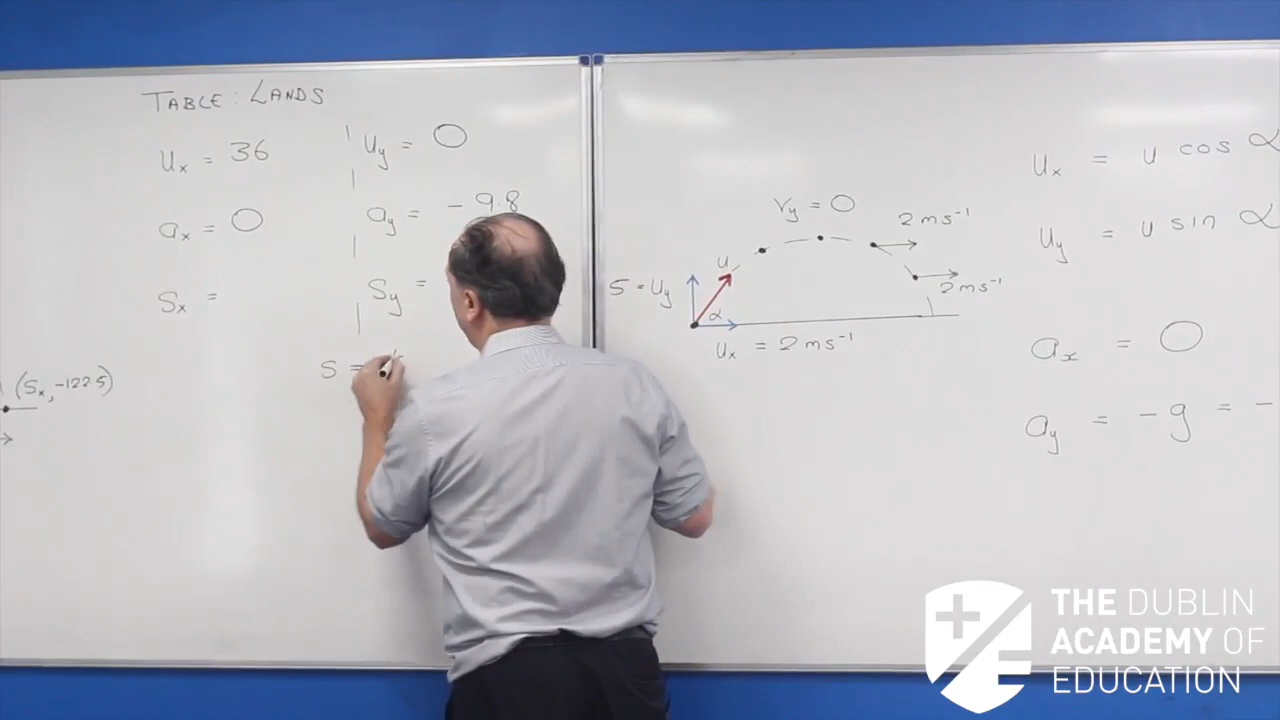 TABLE: LANDS
Ux = 36
Uy = 0
ax = 0
ay = -9.8
Sx =
Sy =
S =
(Sx, -122.5)
Vy = 0
2 ms⁻¹
2 ms⁻¹
u
5 = Uy
α
Ux = 2 ms⁻¹
Ux = u cos α
Uy = u sin α
ax = 0
ay = -g = -
THE DUBLIN
ACADEMY OF
EDUCATION